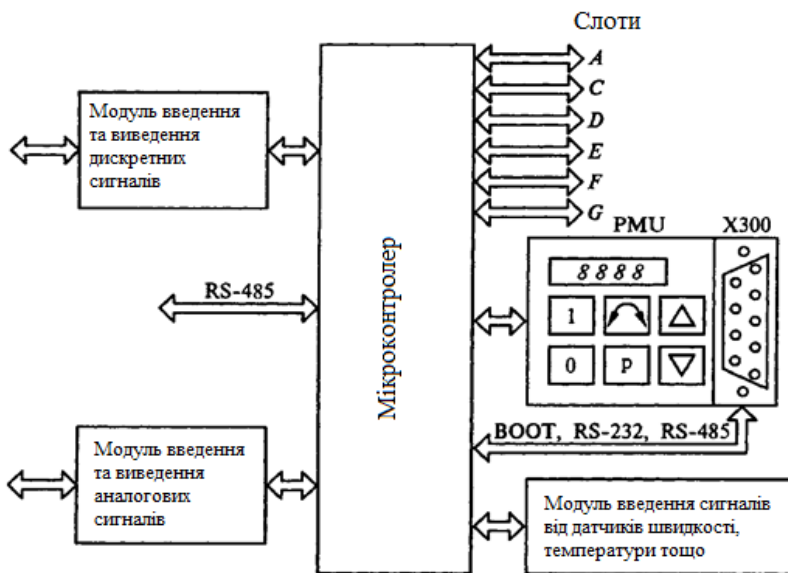 Слоти
A
C
D
E
F
G
Модуль введення
та виведення
дискретних
сигналів
RS-485
Мікроконтролер
PMU
X300
8888
1
0
P
BOOT, RS-232, RS-485
Модуль введення
та виведення
аналогових
сигналів
Модуль введення сигналів
від датчиків швидкості,
температури тощо